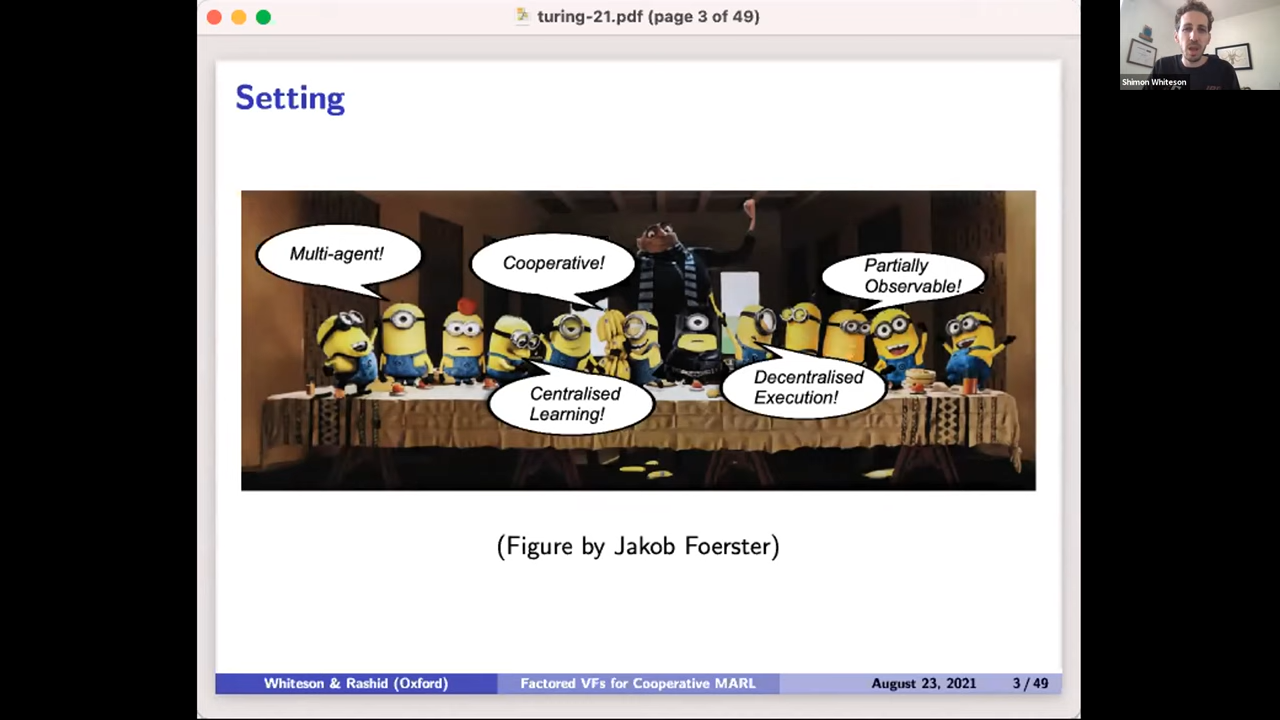 turing-21.pdf (page 3 of 49)
Shimon Whiteson
Setting
Multi-agent!
Cooperative!
Partially
Observable!
Centralised
Learning!
Decentralised
Execution!
(Figure by Jakob Foerster)
Whiteson & Rashid (Oxford) Factored VFs for Cooperative MARL August 23, 2021 3 / 49